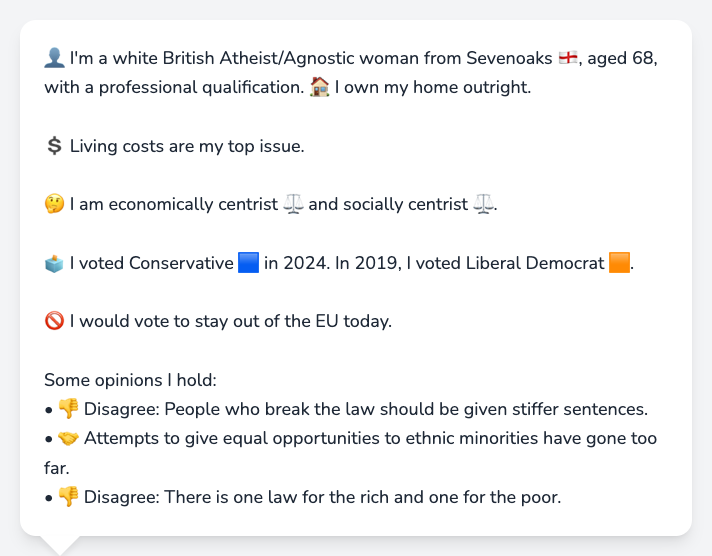 👤 I'm a white British Atheist/Agnostic woman from Sevenoaks 🏴󠁧󠁢󠁥󠁮󠁧󠁿, aged 68,
with a professional qualification. 🏠 I own my home outright.
💲 Living costs are my top issue.
🤔 I am economically centrist ⚖️ and socially centrist ⚖️.
🗳️ I voted Conservative 🟦 in 2024. In 2019, I voted Liberal Democrat 🟧.
🚫 I would vote to stay out of the EU today.
Some opinions I hold:
• 👎 Disagree: People who break the law should be given stiffer sentences.
• 🤝 Attempts to give equal opportunities to ethnic minorities have gone too
far.
• 👎 Disagree: There is one law for the rich and one for the poor.